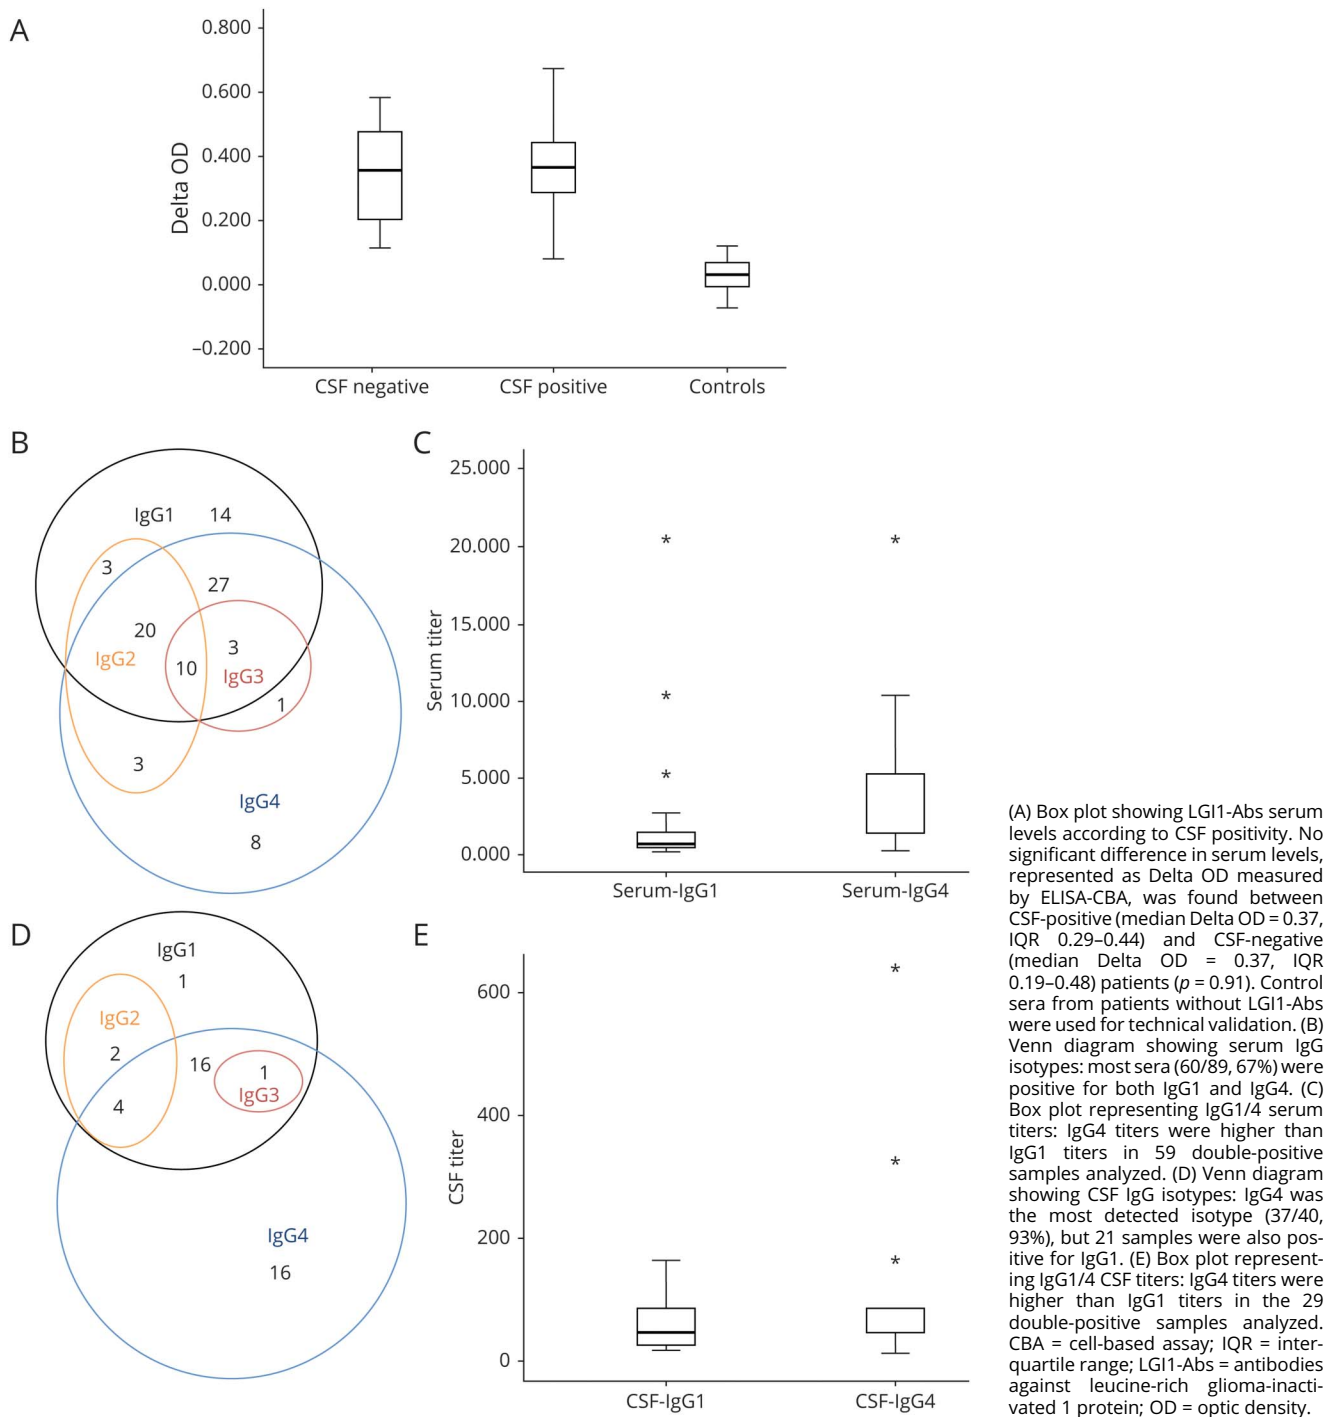 A
0.800
0.600
0.400
0.200
0.000
–0.200
Delta OD
CSF negative
CSF positive
Controls
B
IgG1
14
3
27
20
3
IgG2
10
IgG3
1
3
IgG4
8
C
25.000
20.000
15.000
10.000
5.000
0.000
Serum titer
*
*
*
*
Serum-IgG1
Serum-IgG4
D
IgG1
1
IgG2
2
16
1
IgG3
4
IgG4
16
E
600
400
200
0
CSF titer
*
*
*
CSF-IgG1
CSF-IgG4
(A) Box plot showing LGI1-Abs serum
levels according to CSF positivity. No
significant difference in serum levels,
represented as Delta OD measured
by ELISA-CBA, was found between
CSF-positive (median Delta OD = 0.37,
IQR 0.29–0.44) and CSF-negative
(median Delta OD = 0.37, IQR
0.19–0.48) patients (p = 0.91). Control
sera from patients without LGI1-Abs
were used for technical validation. (B)
Venn diagram showing serum IgG
isotypes: most sera (60/89, 67%) were
positive for both IgG1 and IgG4. (C)
Box plot representing IgG1/4 serum
titers: IgG4 titers were higher than
IgG1 titers in 59 double-positive
samples analyzed. (D) Venn diagram
showing CSF IgG isotypes: IgG4 was
the most detected isotype (37/40,
93%), but 21 samples were also pos-
itive for IgG1. (E) Box plot represent-
ing IgG1/4 CSF titers: IgG4 titers were
higher than IgG1 titers in the 29
double-positive samples analyzed.
CBA = cell-based assay; IQR = inter-
quartile range; LGI1-Abs = antibodies
against leucine-rich glioma-inacti-
vated 1 protein; OD = optic density.